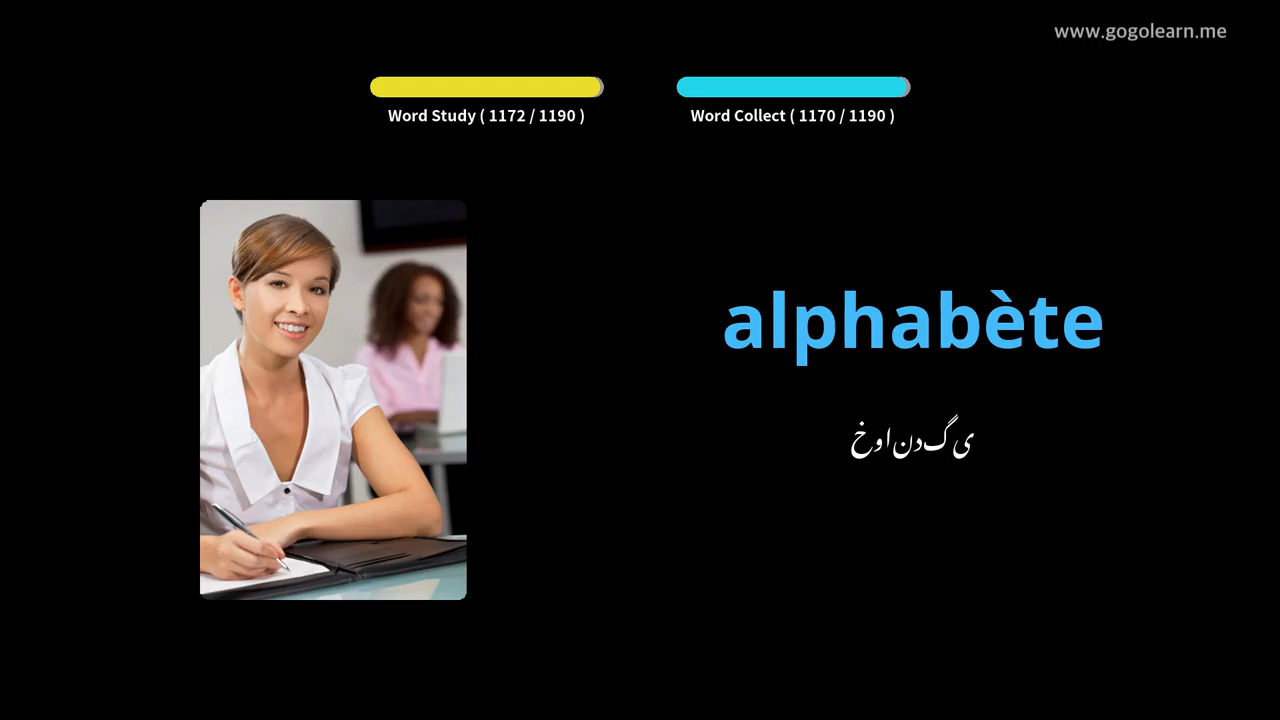 www.gogolearn.me
Word Study ( 1172 / 1190 )
Word Collect ( 1170 / 1190 )
alphabète
خواندگی